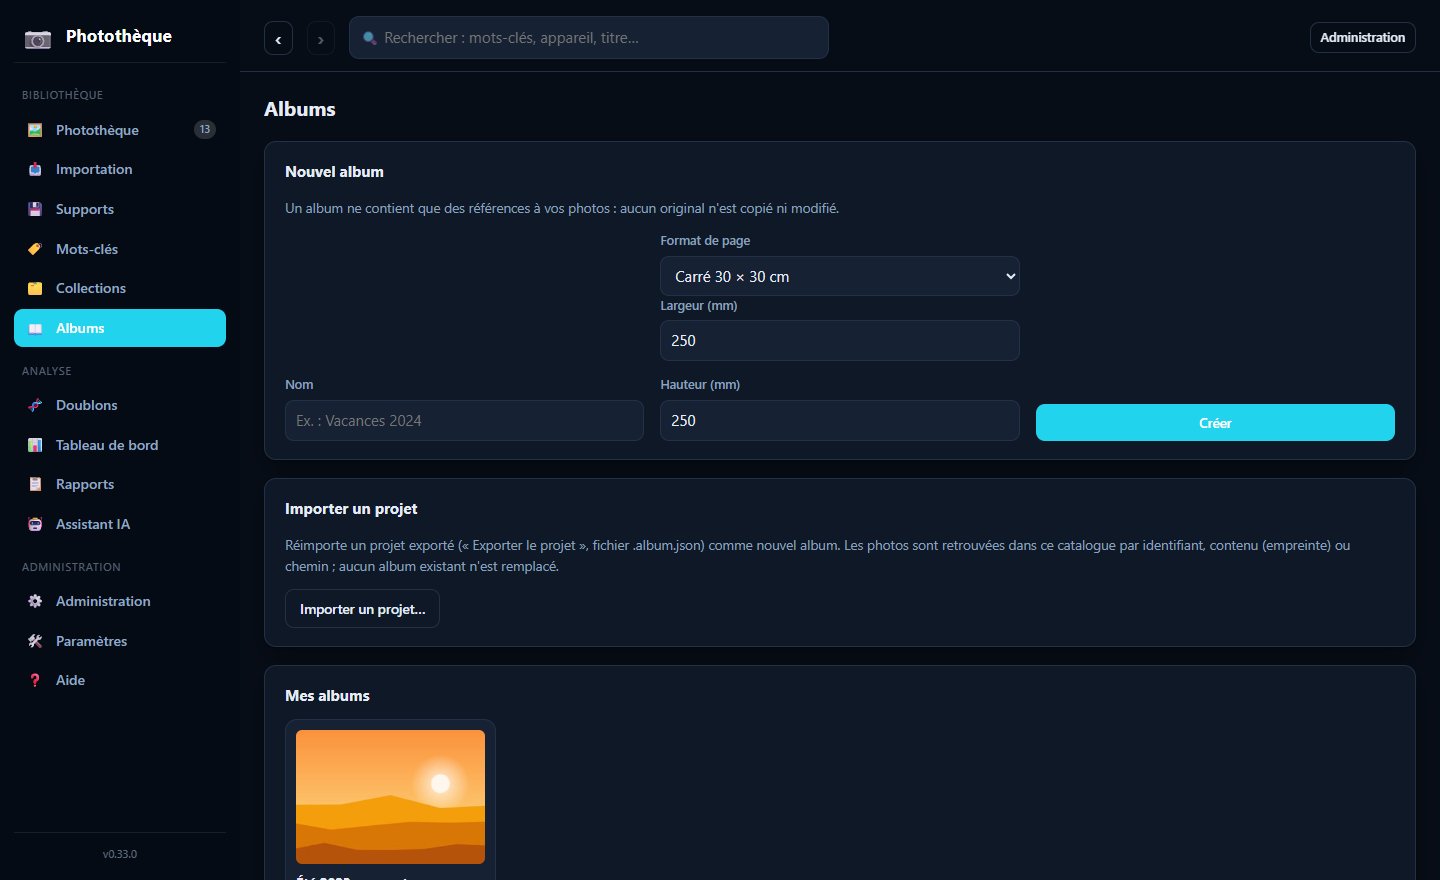 Photothèque
Rechercher : mots-clés, appareil, titre...
Administration
BIBLIOTHÈQUE
Photothèque 13
Importation
Supports
Mots-clés
Collections
Albums
ANALYSE
Doublons
Tableau de bord
Rapports
Assistant IA
ADMINISTRATION
Administration
Paramètres
Aide
v0.33.0
Albums
Nouvel album
Un album ne contient que des références à vos photos : aucun original n'est copié ni modifié.
Format de page
Carré 30 × 30 cm
Largeur (mm)
250
Nom
Ex. : Vacances 2024
Hauteur (mm)
250
Créer
Importer un projet
Réimporte un projet exporté (« Exporter le projet », fichier .album.json) comme nouvel album. Les photos sont retrouvées dans ce catalogue par identifiant, contenu (empreinte) ou
chemin ; aucun album existant n'est remplacé.
Importer un projet...
Mes albums